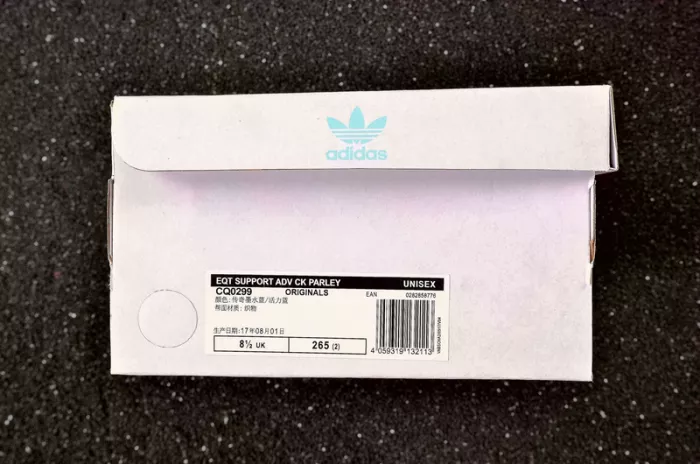 adidas
EQT SUPPORT ADV CK PARLEY UNISEX
CQ0299 ORIGINALS EAN 0282858776
颜色: 传奇墨水蓝/活力蓝
帮面材质: 织物
生产日期: 17年08月01日
8½ UK 265 (2)
4 059319 132113